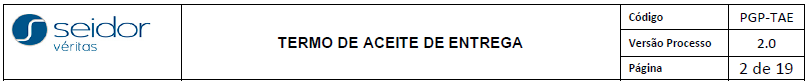 seidor
véritas
TERMO DE ACEITE DE ENTREGA
Código PGP-TAE
Versão Processo 2.0
Página 2 de 19